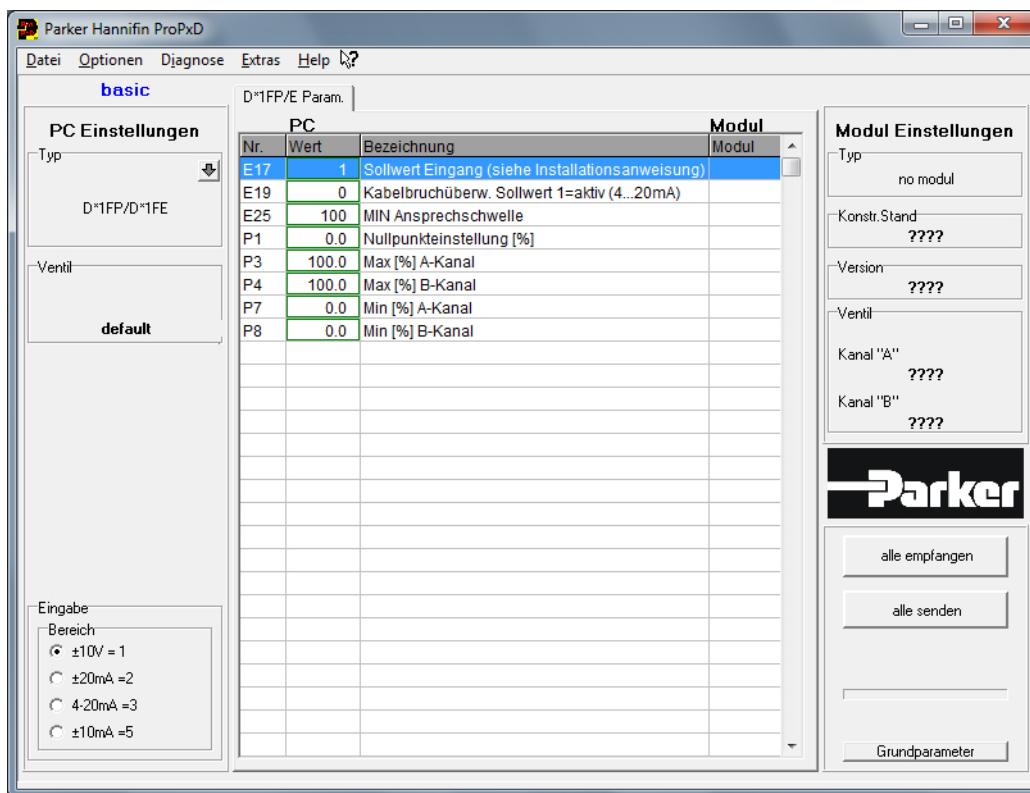 Parker Hannifin ProPxD
Datei Optionen Diagnose Extras Help
basic
PC Einstellungen
Typ
D*1FP/D*1FE
Ventil
default
Eingabe
Bereich
±10V = 1
±20mA =2
4-20mA =3
±10mA =5
D*1FP/E Param.
PC Modul
Nr. Wert Bezeichnung Modul
E17 1 Sollwert Eingang (siehe Installationsanweisung)
E19 0 Kabelbruchüberw. Sollwert 1=aktiv (4...20mA)
E25 100 MIN Ansprechschwelle
P1 0.0 Nullpunkteinstellung [%]
P3 100.0 Max [%] A-Kanal
P4 100.0 Max [%] B-Kanal
P7 0.0 Min [%] A-Kanal
P8 0.0 Min [%] B-Kanal
Modul Einstellungen
Typ
no modul
Konstr.Stand
????
Version
????
Ventil
Kanal "A"
????
Kanal "B"
????
Parker
alle empfangen
alle senden
Grundparameter